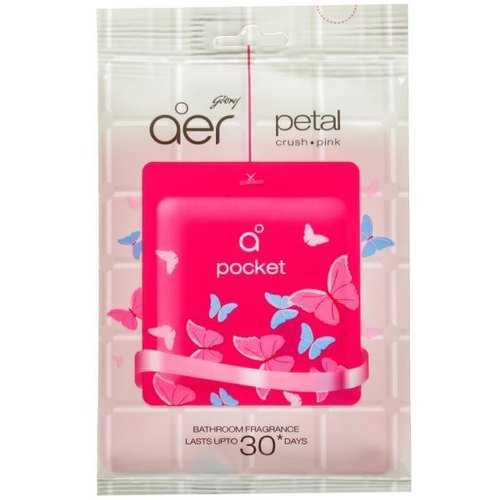 Godrej
aer
petal
crush • pink
a
pocket
BATHROOM FRAGRANCE
LASTS UPTO 30* DAYS